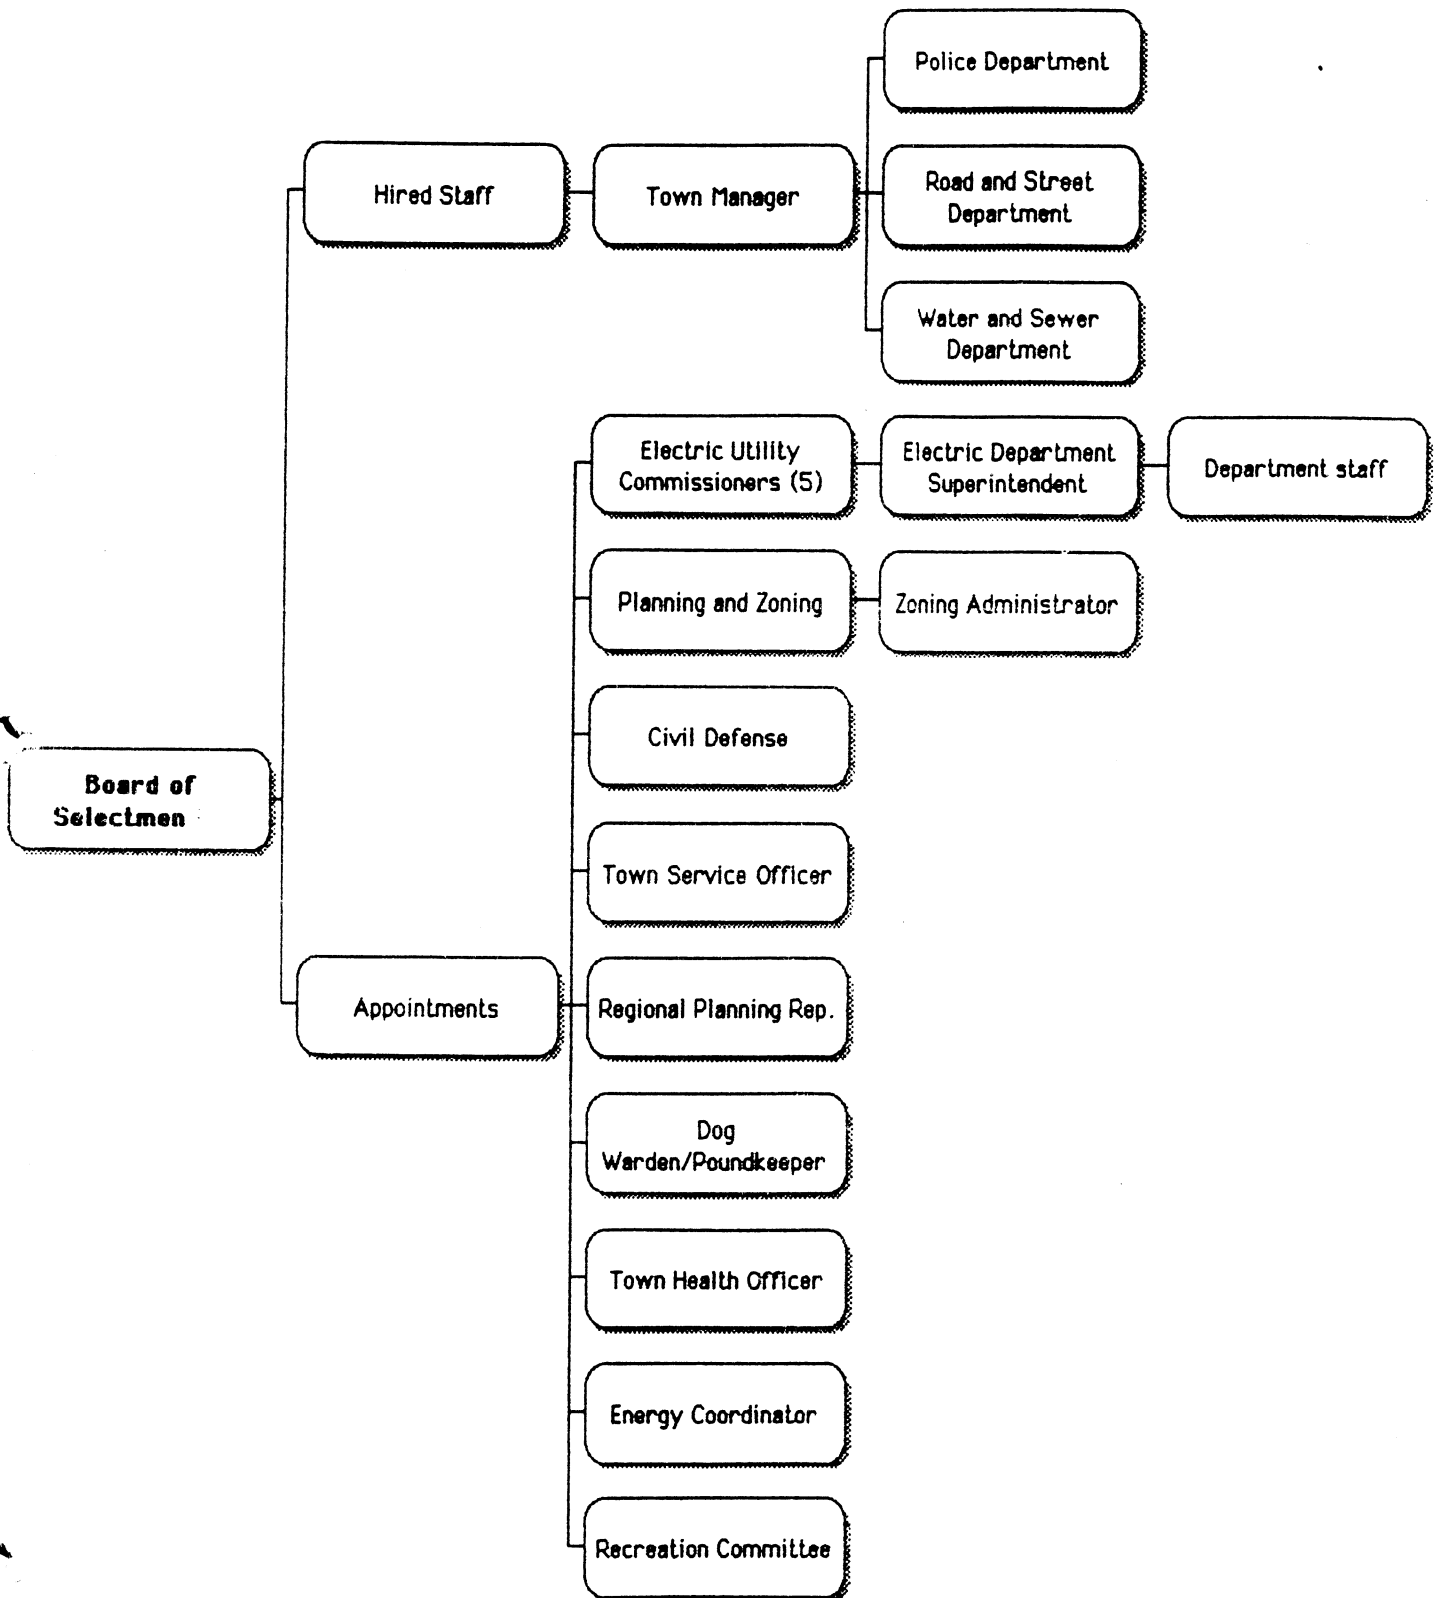 Police Department
Hired Staff
Town Manager
Road and Street
Department
Water and Sewer
Department
Electric Utility
Commissioners (5)
Electric Department
Superintendent
Department staff
Planning and Zoning
Zoning Administrator
Civil Defense
Board of
Selectmen
Town Service Officer
Appointments
Regional Planning Rep.
Dog
Warden/Poundkeeper
Town Health Officer
Energy Coordinator
Recreation Committee